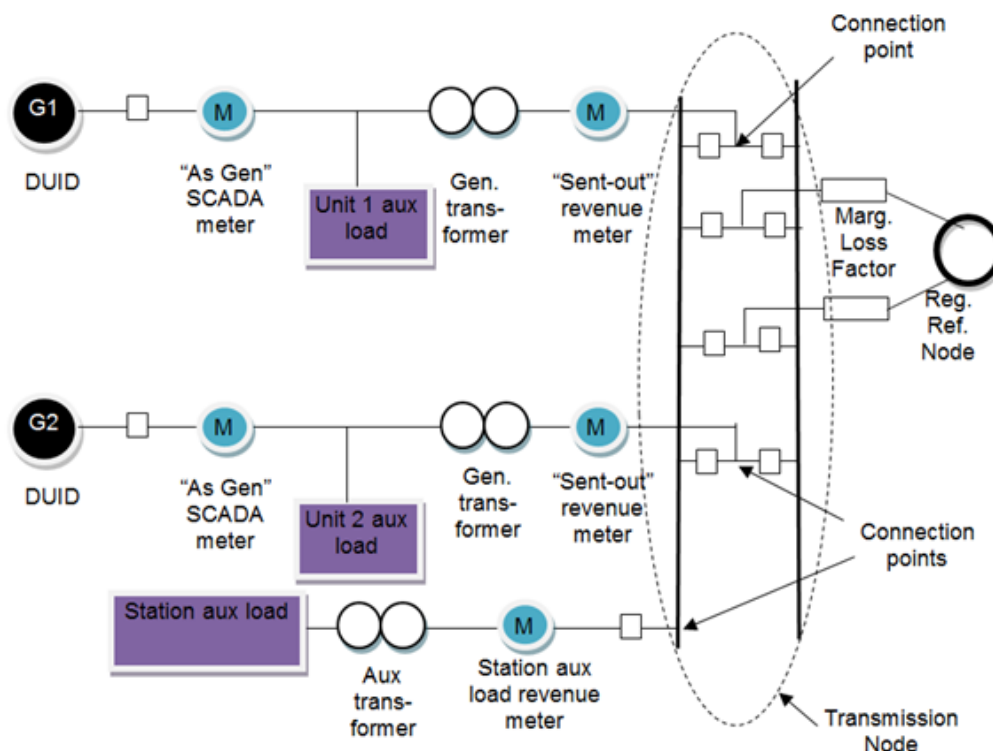 Connection
point
G1
M
M
DUID
"As Gen"
SCADA
meter
Unit 1 aux
load
Gen.
trans-
former
"Sent-out"
revenue
meter
Marg.
Loss
Factor
Reg.
Ref.
Node
G2
M
M
DUID
"As Gen"
SCADA
meter
Unit 2 aux
load
Gen.
trans-
former
"Sent-out"
revenue
meter
Connection
points
Station aux load
M
Aux
trans-
former
Station aux
load revenue
meter
Transmission
Node